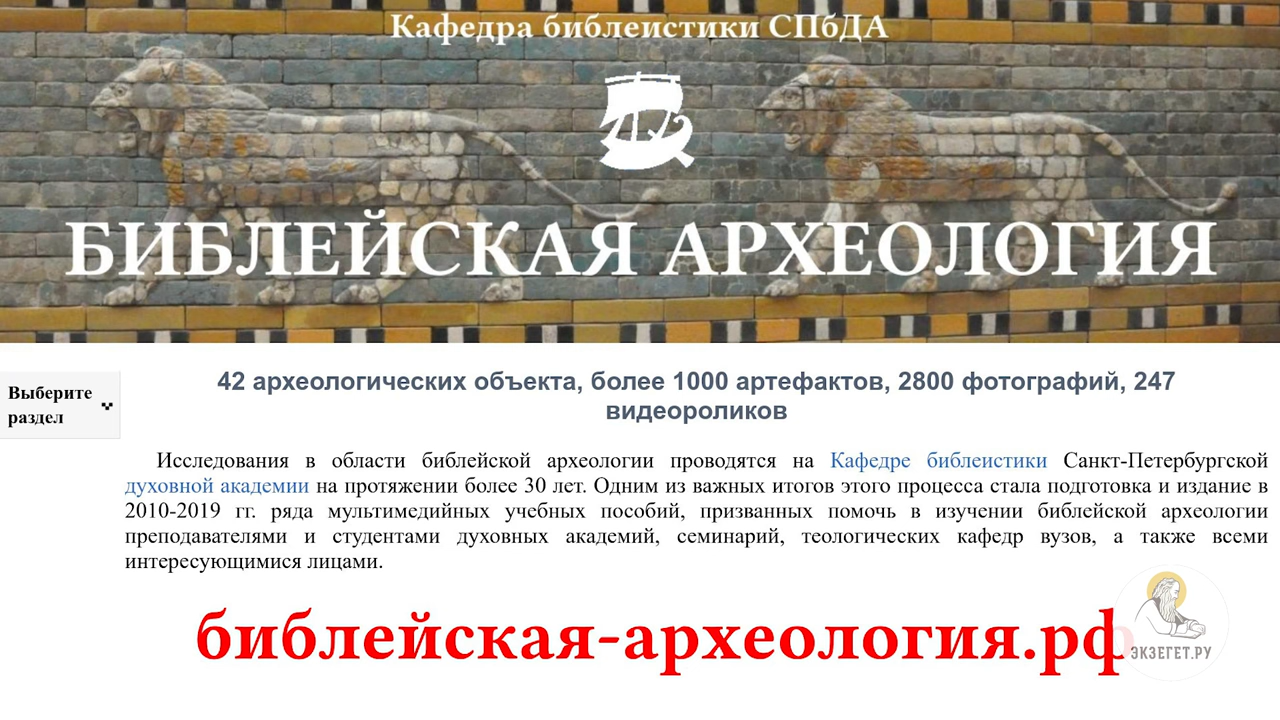 Кафедра библеистики СПбДА
БИБЛЕЙСКАЯ АРХЕОЛОГИЯ
Выберите
раздел
42 археологических объекта, более 1000 артефактов, 2800 фотографий, 247
видеороликов
Исследования в области библейской археологии проводятся на Кафедре библеистики Санкт-Петербургской
духовной академии на протяжении более 30 лет. Одним из важных итогов этого процесса стала подготовка и издание в
2010-2019 гг. ряда мультимедийных учебных пособий, призванных помочь в изучении библейской археологии
преподавателями и студентами духовных академий, семинарий, теологических кафедр вузов, а также всеми
интересующимися лицами.
библейская-археология.рф
ЭКЗЕГЕТ.РУ